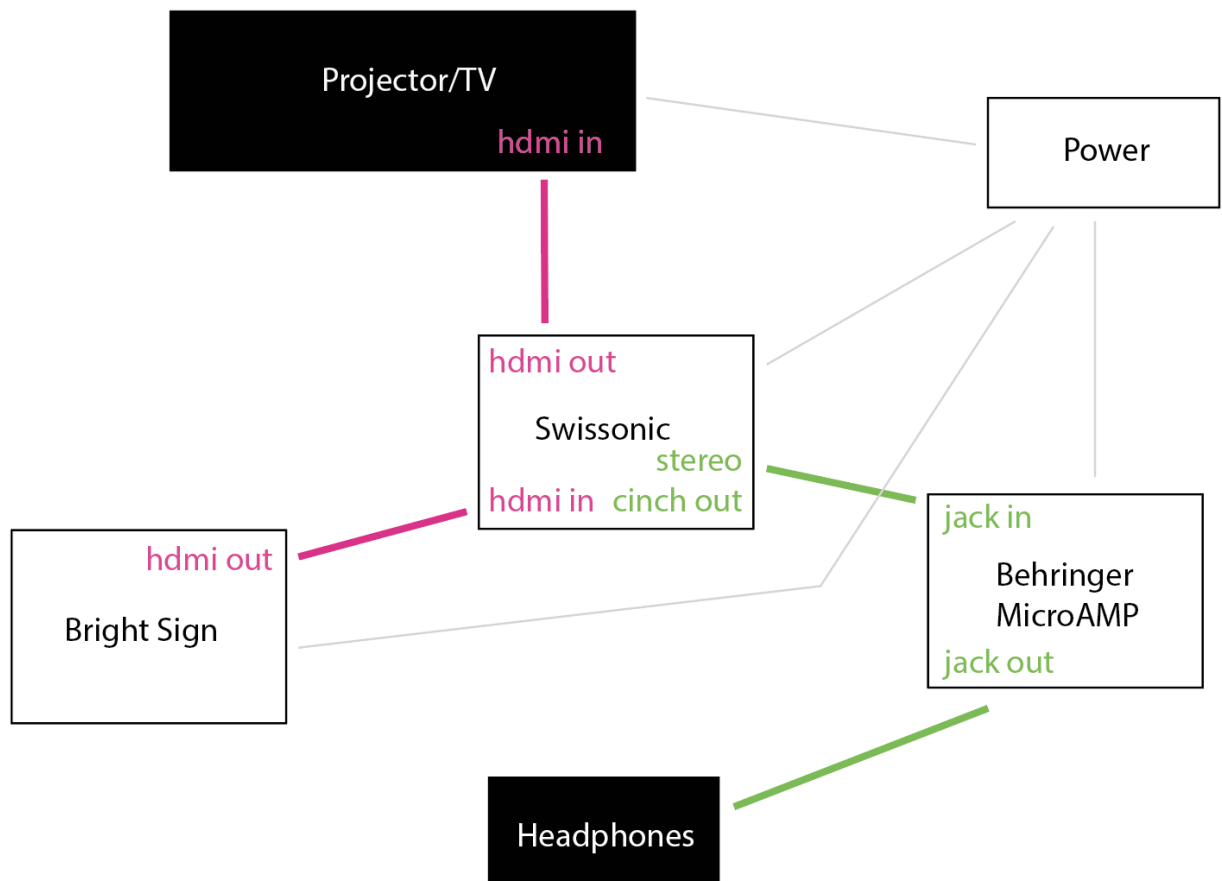 Projector/TV
hdmi in
Power
hdmi out
Swissonic
stereo
hdmi in cinch out
hdmi out
Bright Sign
jack in
Behringer
MicroAMP
jack out
Headphones